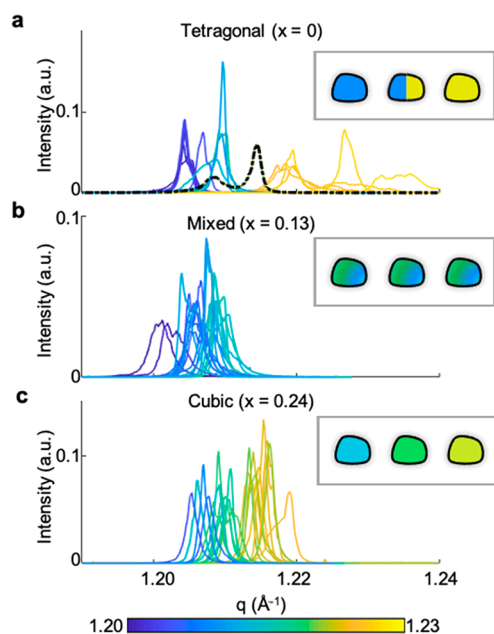 a
Tetragonal (x = 0)
Intensity (a.u.)
0.1
0
b
Mixed (x = 0.13)
Intensity (a.u.)
0.1
0
c
Cubic (x = 0.24)
Intensity (a.u.)
0.1
0
1.20 1.22 1.24
q (Å⁻¹)
1.20 1.23